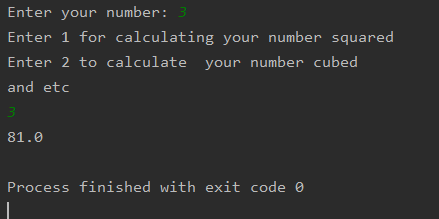 Enter your number: 3
Enter 1 for calculating your number squared
Enter 2 to calculate  your number cubed
and etc
3
81.0
Process finished with exit code 0